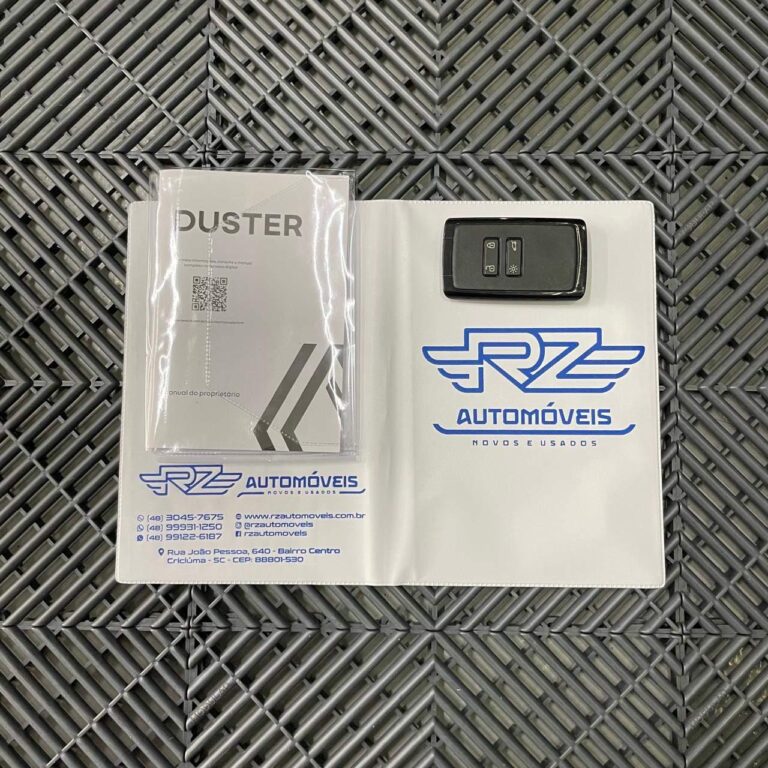 DUSTER
Manual do proprietário
RZ
AUTOMÓVEIS
NOVOS E USADOS
RZ AUTOMÓVEIS
NOVOS E USADOS
(48) 3045-7675
(48) 99931-1250
(48) 99122-6187
www.rzautomoveis.com.br
@rzautomoveis
rzautomoveis
Rua João Pessoa, 640 - Bairro Centro
Criciúma - SC - CEP: 88801-530